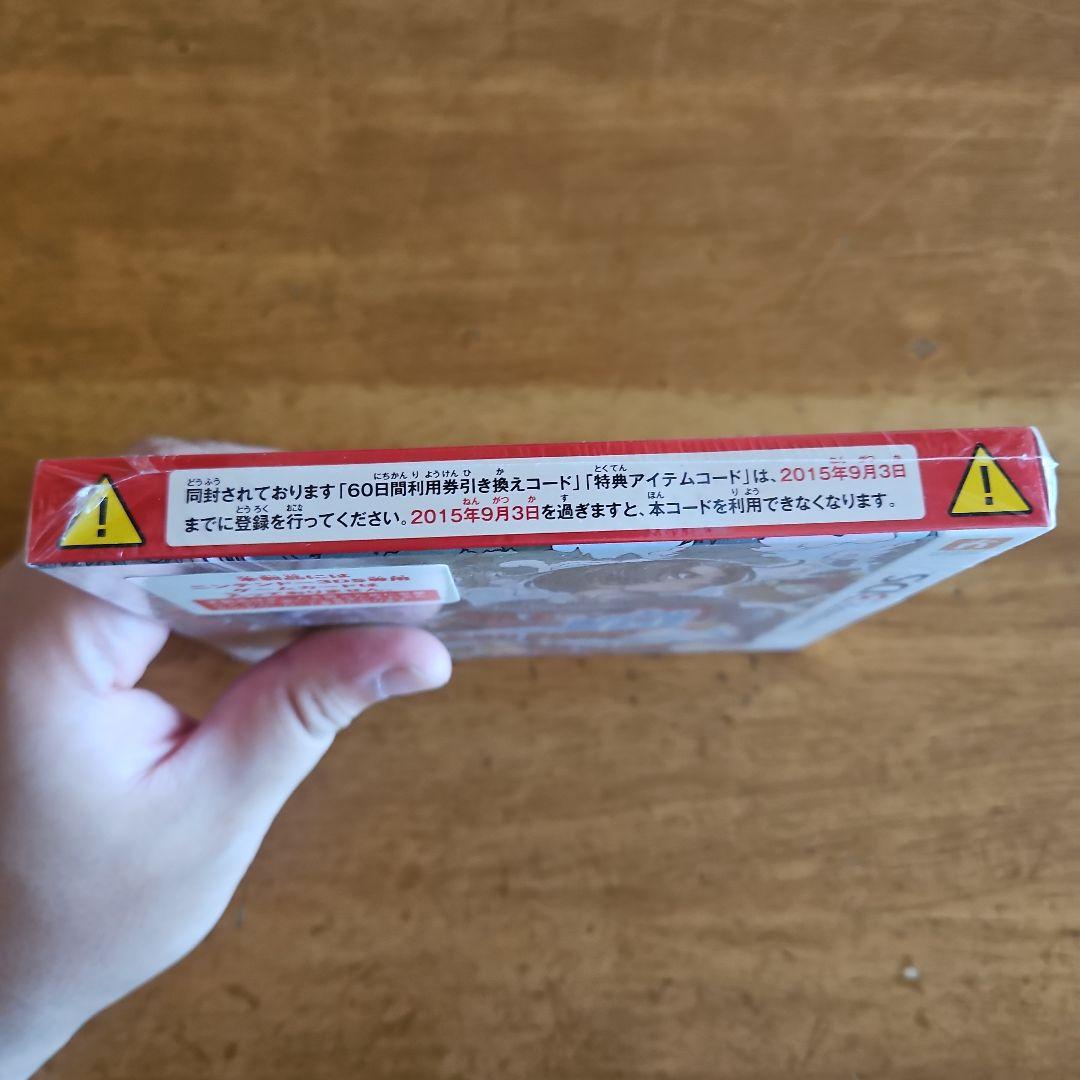 同封されております「60日間利用券引き換えコード」「特典アイテムコード」は、2015年9月3日
までに登録を行ってください。2015年9月3日を過ぎますと、本コードを利用できなくなります。